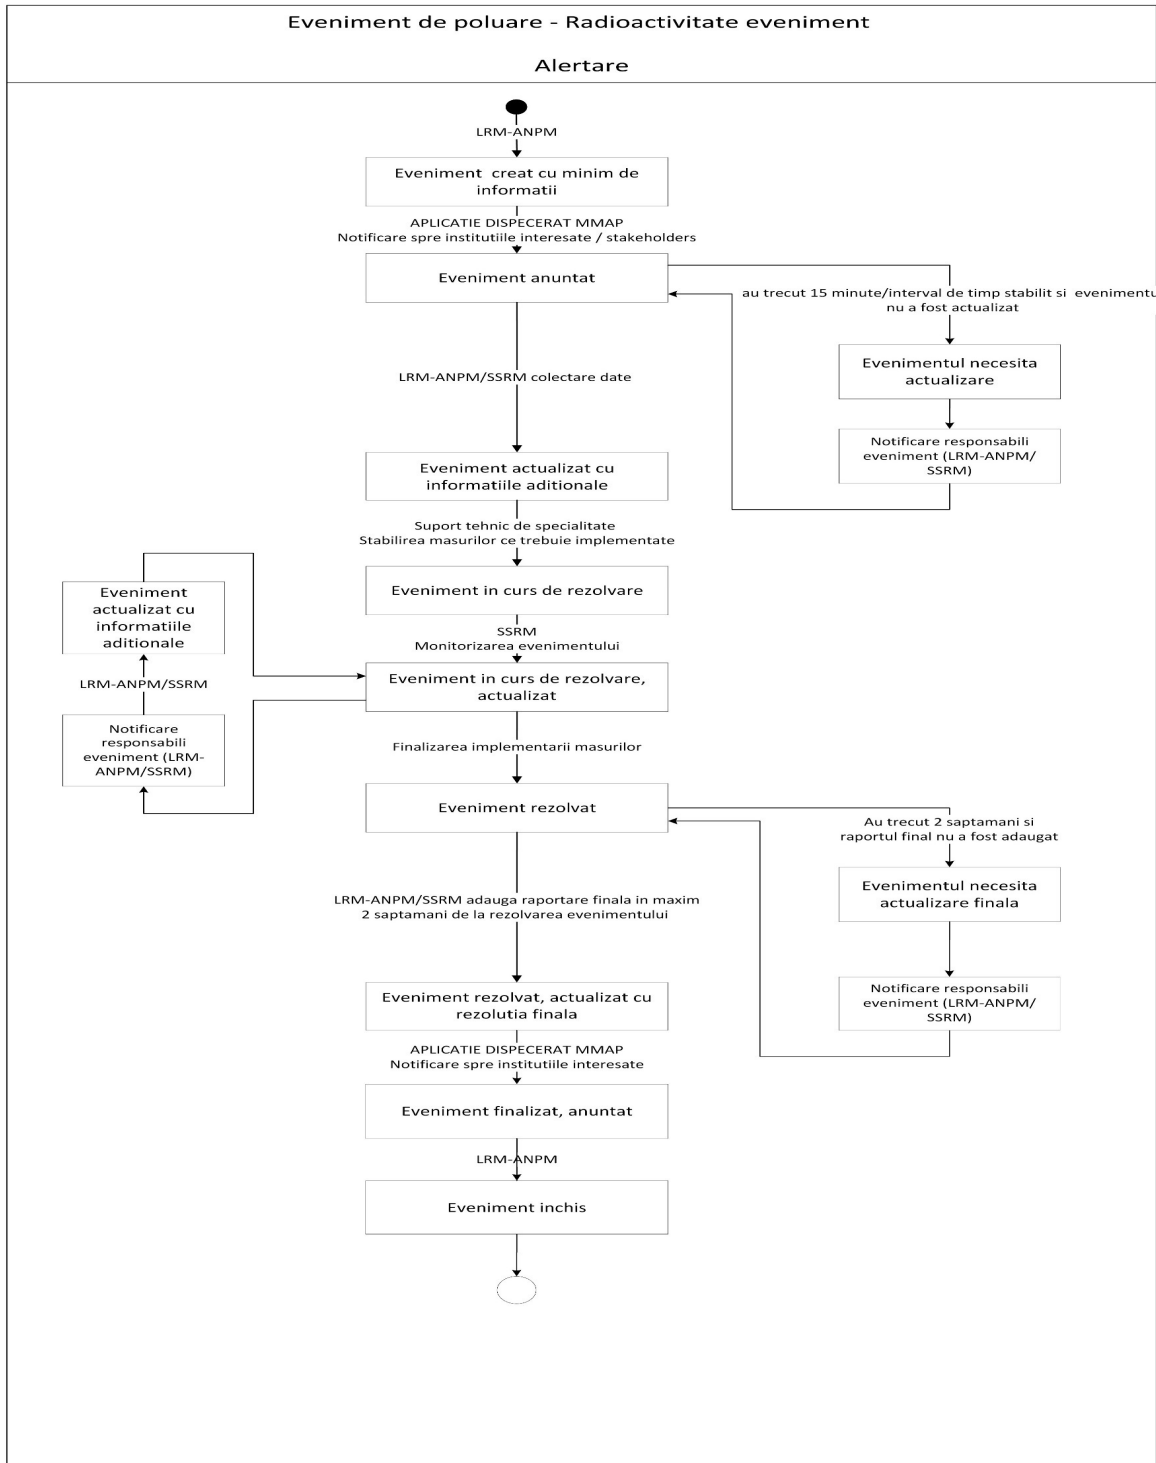 Eveniment de poluare - Radioactivitate eveniment
Alertare
LRM-ANPM
Eveniment creat cu minim de
informatii
APLICATIE DISPECERAT MMAP
Notificare spre institutiile interesate / stakeholders
Eveniment anuntat
au trecut 15 minute/interval de timp stabilit si evenimentu
nu a fost actualizat
Evenimentul necesita
actualizare
LRM-ANPM/SSRM colectare date
Notificare responsabili
eveniment (LRM-ANPM/
SSRM)
Eveniment actualizat cu
informatiile aditionale
Suport tehnic de specialitate
Stabilirea masurilor ce trebuie implementate
Eveniment in curs de rezolvare
Eveniment
actualizat cu
informatiile
aditionale
SSRM
Monitorizarea evenimentului
LRM-ANPM/SSRM
Eveniment in curs de rezolvare,
actualizat
Notificare
responsabili
eveniment (LRM-
ANPM/SSRM)
Finalizarea implementarii masurilor
Eveniment rezolvat
Au trecut 2 saptamani si
raportul final nu a fost adaugat
Evenimentul necesita
actualizare finala
LRM-ANPM/SSRM adauga raportare finala in maxim
2 saptamani de la rezolvarea evenimentului
Notificare responsabili
eveniment (LRM-ANPM/
SSRM)
Eveniment rezolvat, actualizat cu
rezolutia finala
APLICATIE DISPECERAT MMAP
Notificare spre institutiile interesate
Eveniment finalizat, anuntat
LRM-ANPM
Eveniment inchis